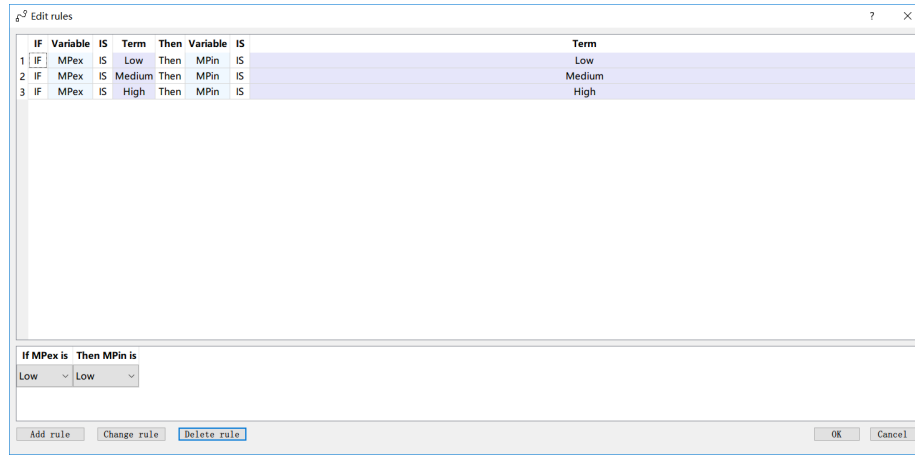 Edit rules ?
IF Variable IS Term Then Variable IS Term
1 IF MPex IS Low Then MPin IS Low
2 IF MPex IS Medium Then MPin IS Medium
3 IF MPex IS High Then MPin IS High
If MPex is Then MPin is
Low Low
Add rule Change rule Delete rule OK Cancel